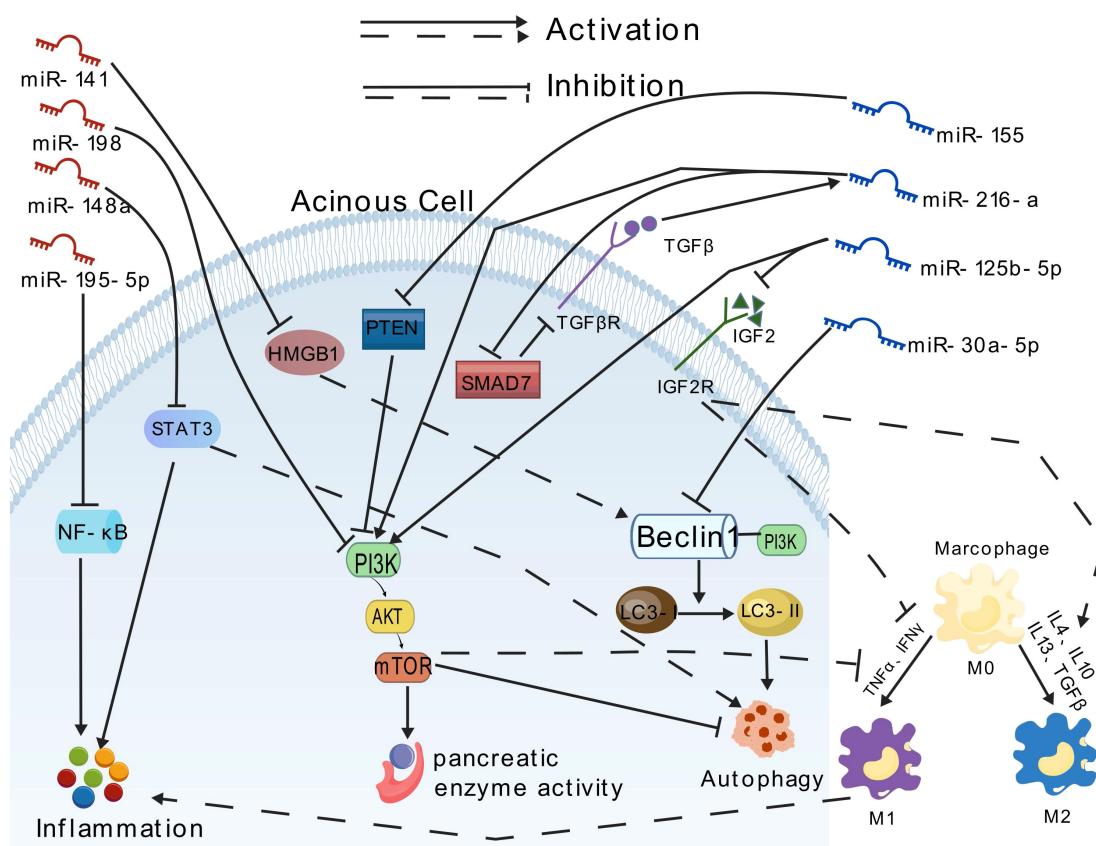 Activation
Inhibition
miR- 141
miR- 198
miR- 148a
miR- 195- 5p
miR- 155
miR- 216- a
miR- 125b- 5p
miR- 30a- 5p
Acinous Cell
TGFβ
TGFβR
IGF2
IGF2R
PTEN
HMGB1
SMAD7
STAT3
NF- κB
Beclin1
PI3K
PI3K
AKT
mTOR
LC3- I
LC3- II
Marcophage
M0
TNFα、IFNγ
IL4、IL10
IL13、TGFβ
M1
M2
pancreatic
enzyme activity
Autophagy
Inflammation